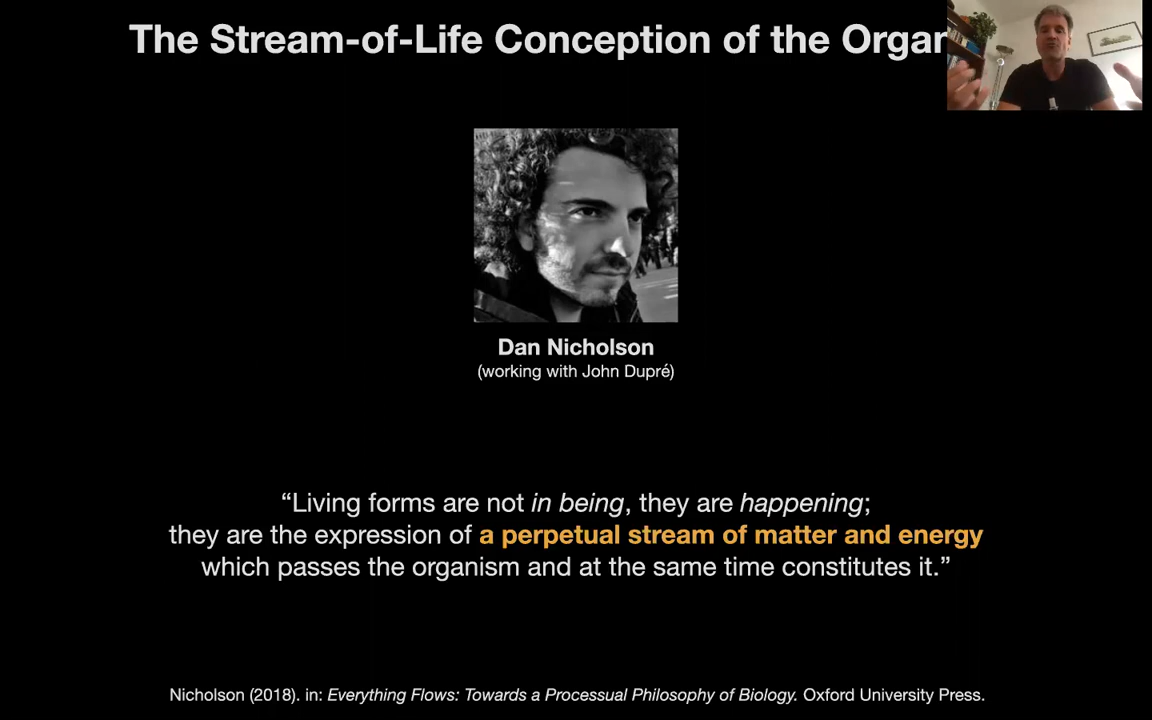 The Stream-of-Life Conception of the Organ
Dan Nicholson
(working with John Dupré)
“Living forms are not in being, they are happening;
they are the expression of a perpetual stream of matter and energy
which passes the organism and at the same time constitutes it.”
Nicholson (2018). in: Everything Flows: Towards a Processual Philosophy of Biology. Oxford University Press.